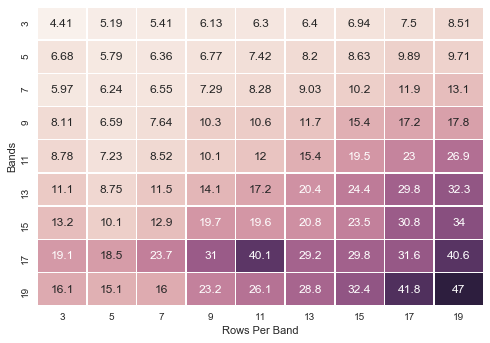 3 4.41 5.19 5.41 6.13 6.3 6.4 6.94 7.5 8.51
5 6.68 5.79 6.36 6.77 7.42 8.2 8.63 9.89 9.71
7 5.97 6.24 6.55 7.29 8.28 9.03 10.2 11.9 13.1
9 8.11 6.59 7.64 10.3 10.6 11.7 15.4 17.2 17.8
11 8.78 7.23 8.52 10.1 12 15.4 19.5 23 26.9
Bands
13 11.1 8.75 11.5 14.1 17.2 20.4 24.4 29.8 32.3
15 13.2 10.1 12.9 19.7 19.6 20.8 23.5 30.8 34
17 19.1 18.5 23.7 31 40.1 29.2 29.8 31.6 40.6
19 16.1 15.1 16 23.2 26.1 28.8 32.4 41.8 47
3 5 7 9 11 13 15 17 19
Rows Per Band